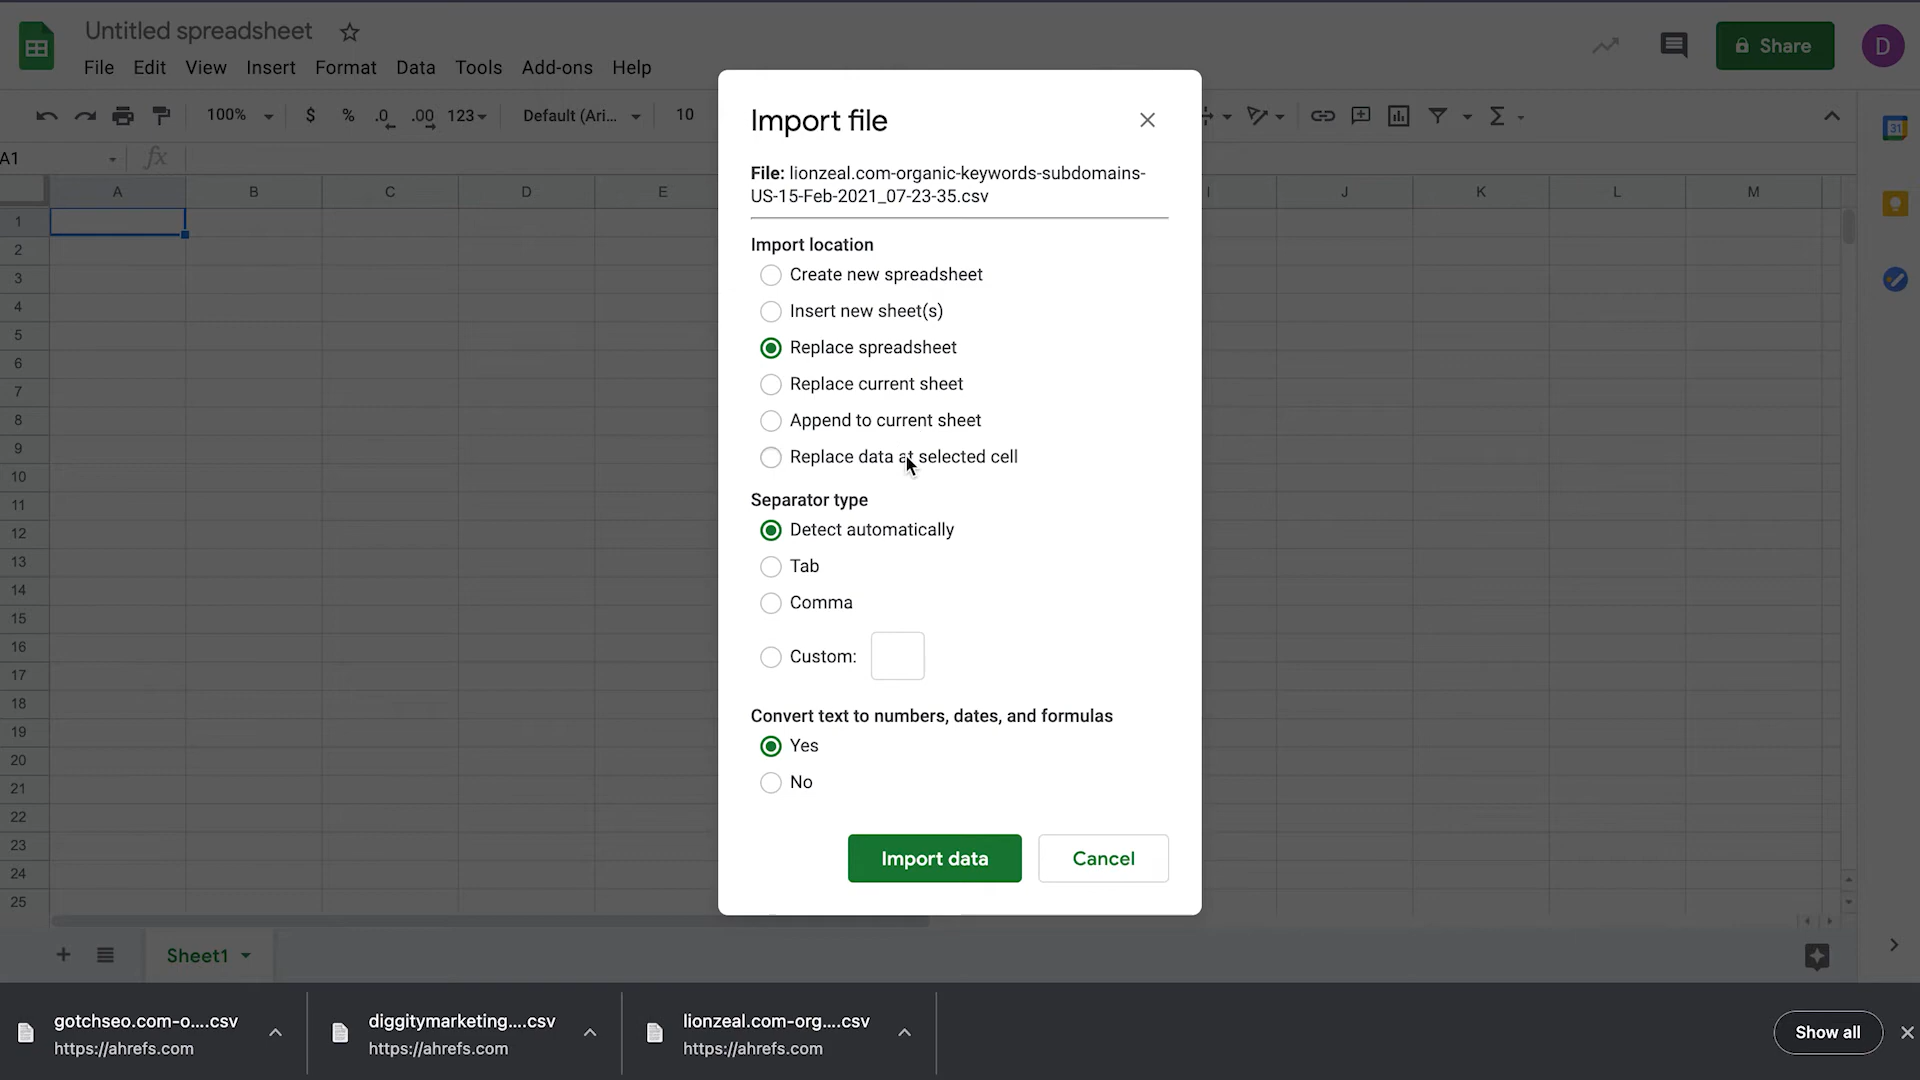 Untitled spreadsheet
Share
D
File Edit View Insert Format Data Tools Add-ons Help
100% $ % .0 .00 123 Default (Ari... 10
A1 fx
31
A B C D E I J K L M
1
2
3
4
5
6
7
8
9
10
11
12
13
14
15
16
17
18
19
20
21
22
23
24
25
Import file
File: lionzeal.com-organic-keywords-subdomains-
US-15-Feb-2021_07-23-35.csv
Import location
Create new spreadsheet
Insert new sheet(s)
Replace spreadsheet
Replace current sheet
Append to current sheet
Replace data at selected cell
Separator type
Detect automatically
Tab
Comma
Custom:
Convert text to numbers, dates, and formulas
Yes
No
Import data Cancel
Sheet1
gotchseo.com-o....csv
https://ahrefs.com
diggitymarketing....csv
https://ahrefs.com
lionzeal.com-org....csv
https://ahrefs.com
Show all